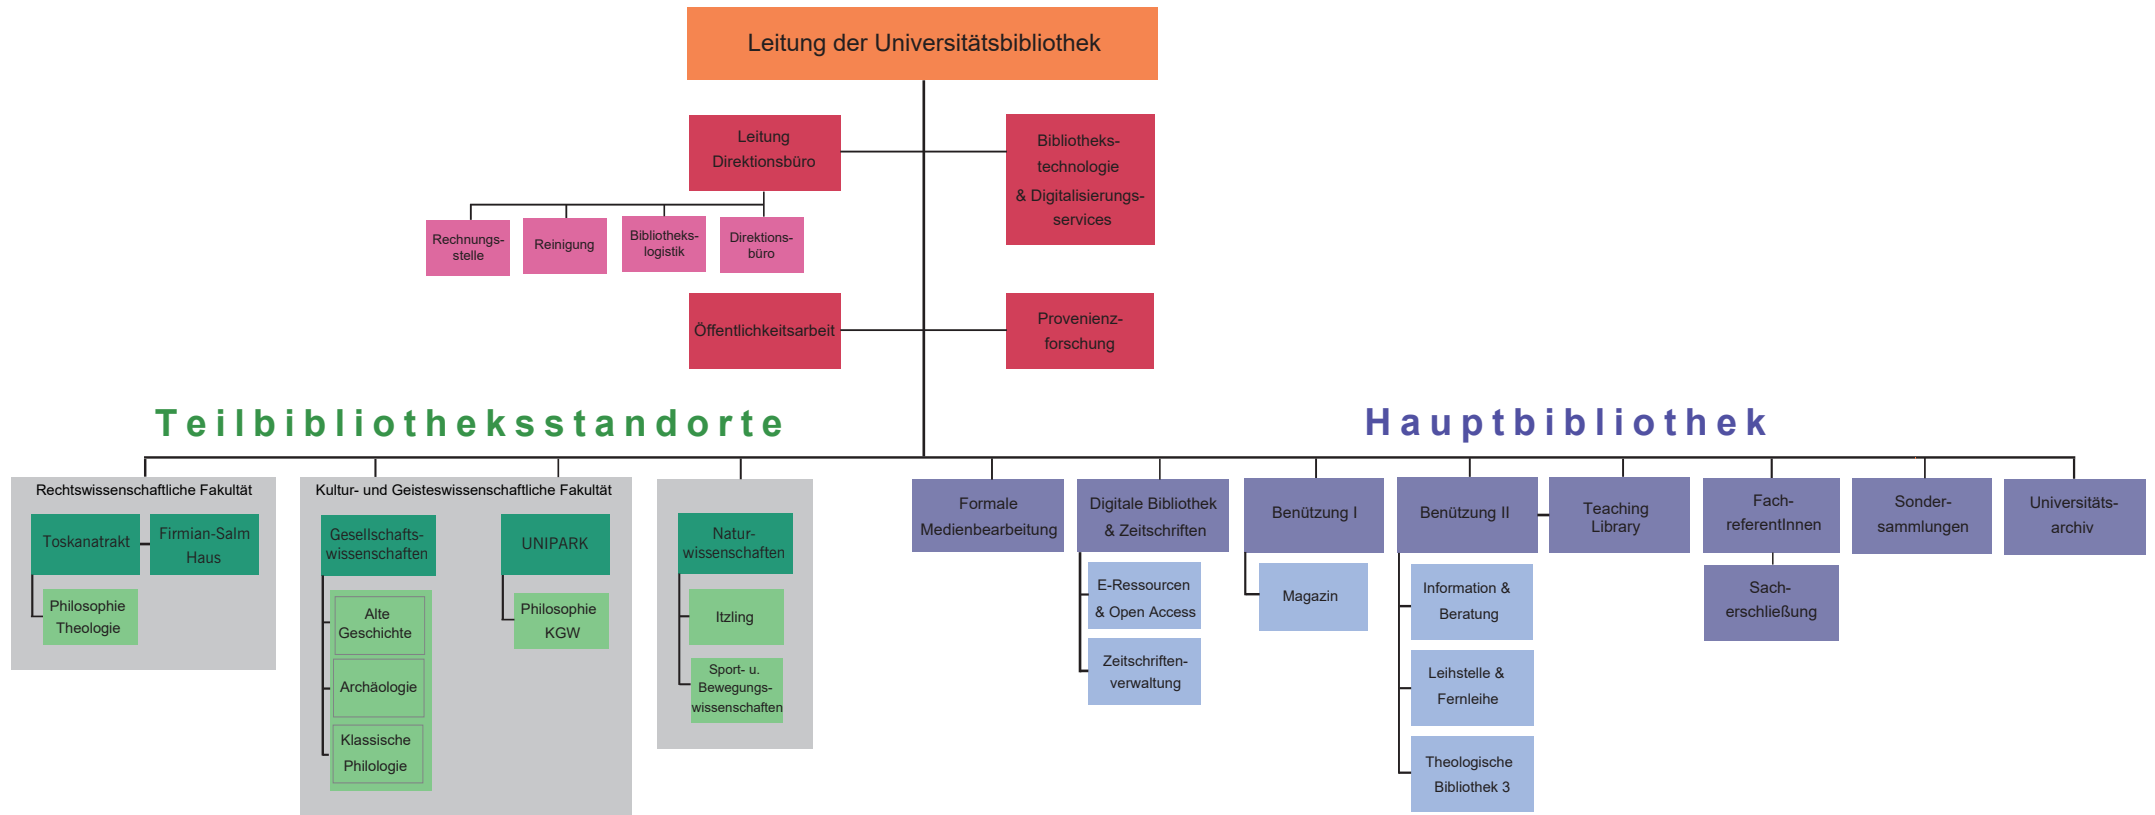 Leitung der Universitätsbibliothek
Leitung
Direktionsbüro
Bibliotheks-
technologie
& Digitalisierungs-
services
Rechnungs-
stelle
Reinigung
Bibliotheks-
logistik
Direktions-
büro
Öffentlichkeitsarbeit
Provenienz-
forschung
Teilbibliotheksstandorte
Hauptbibliothek
Rechtswissenschaftliche Fakultät
Toskanatrakt
Firmian-Salm
Haus
Philosophie
Theologie
Kultur- und Geisteswissenschaftliche Fakultät
Gesellschafts-
wissenschaften
Alte
Geschichte
Archäologie
Klassische
Philologie
UNIPARK
Philosophie
KGW
Natur-
wissenschaften
Itzling
Sport- u.
Bewegungs-
wissenschaften
Formale
Medienbearbeitung
Digitale Bibliothek
& Zeitschriften
E-Ressourcen
& Open Access
Zeitschriften-
verwaltung
Benützung I
Magazin
Benützung II
Information &
Beratung
Leihstelle &
Fernleihe
Theologische
Bibliothek 3
Teaching
Library
Fach-
referentInnen
Sach-
erschließung
Sonder-
sammlungen
Universitäts-
archiv